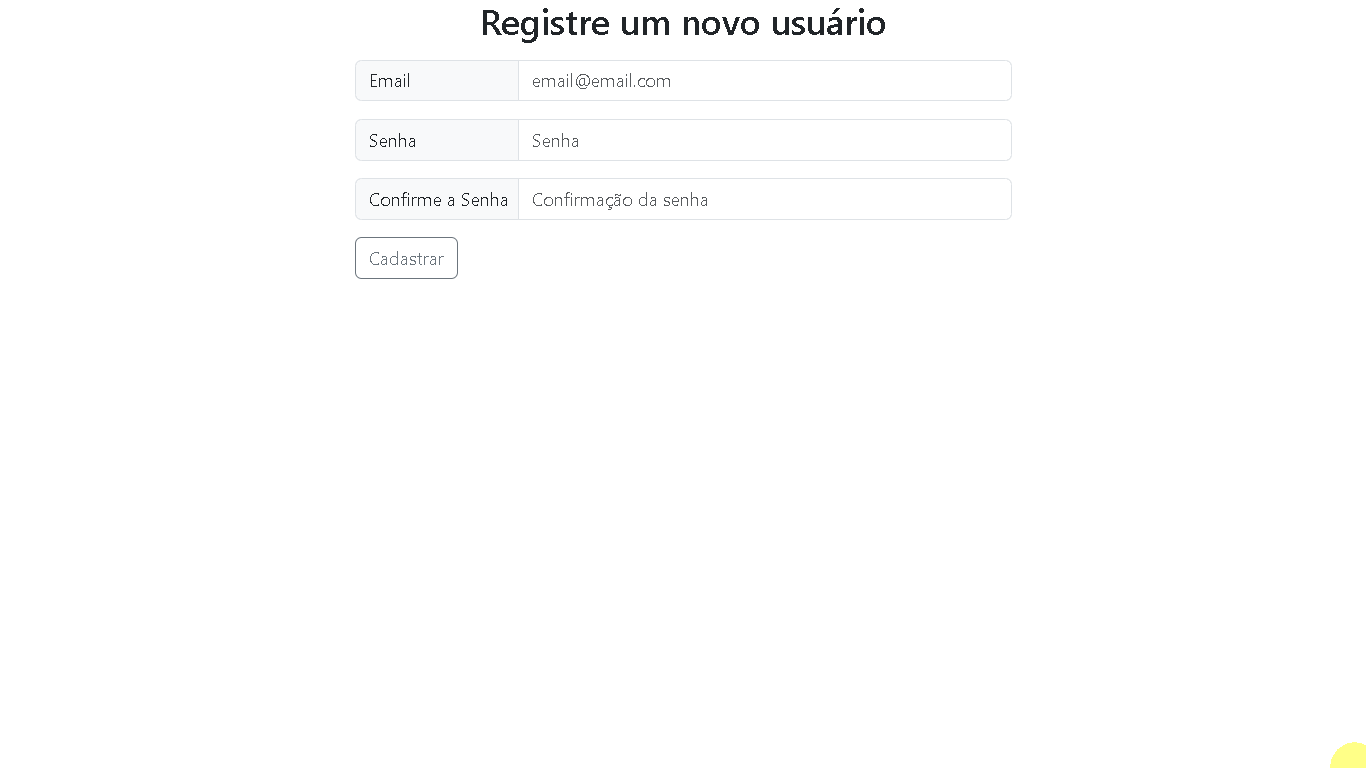 Registre um novo usuário
Email email@email.com
Senha Senha
Confirme a Senha Confirmação da senha
Cadastrar